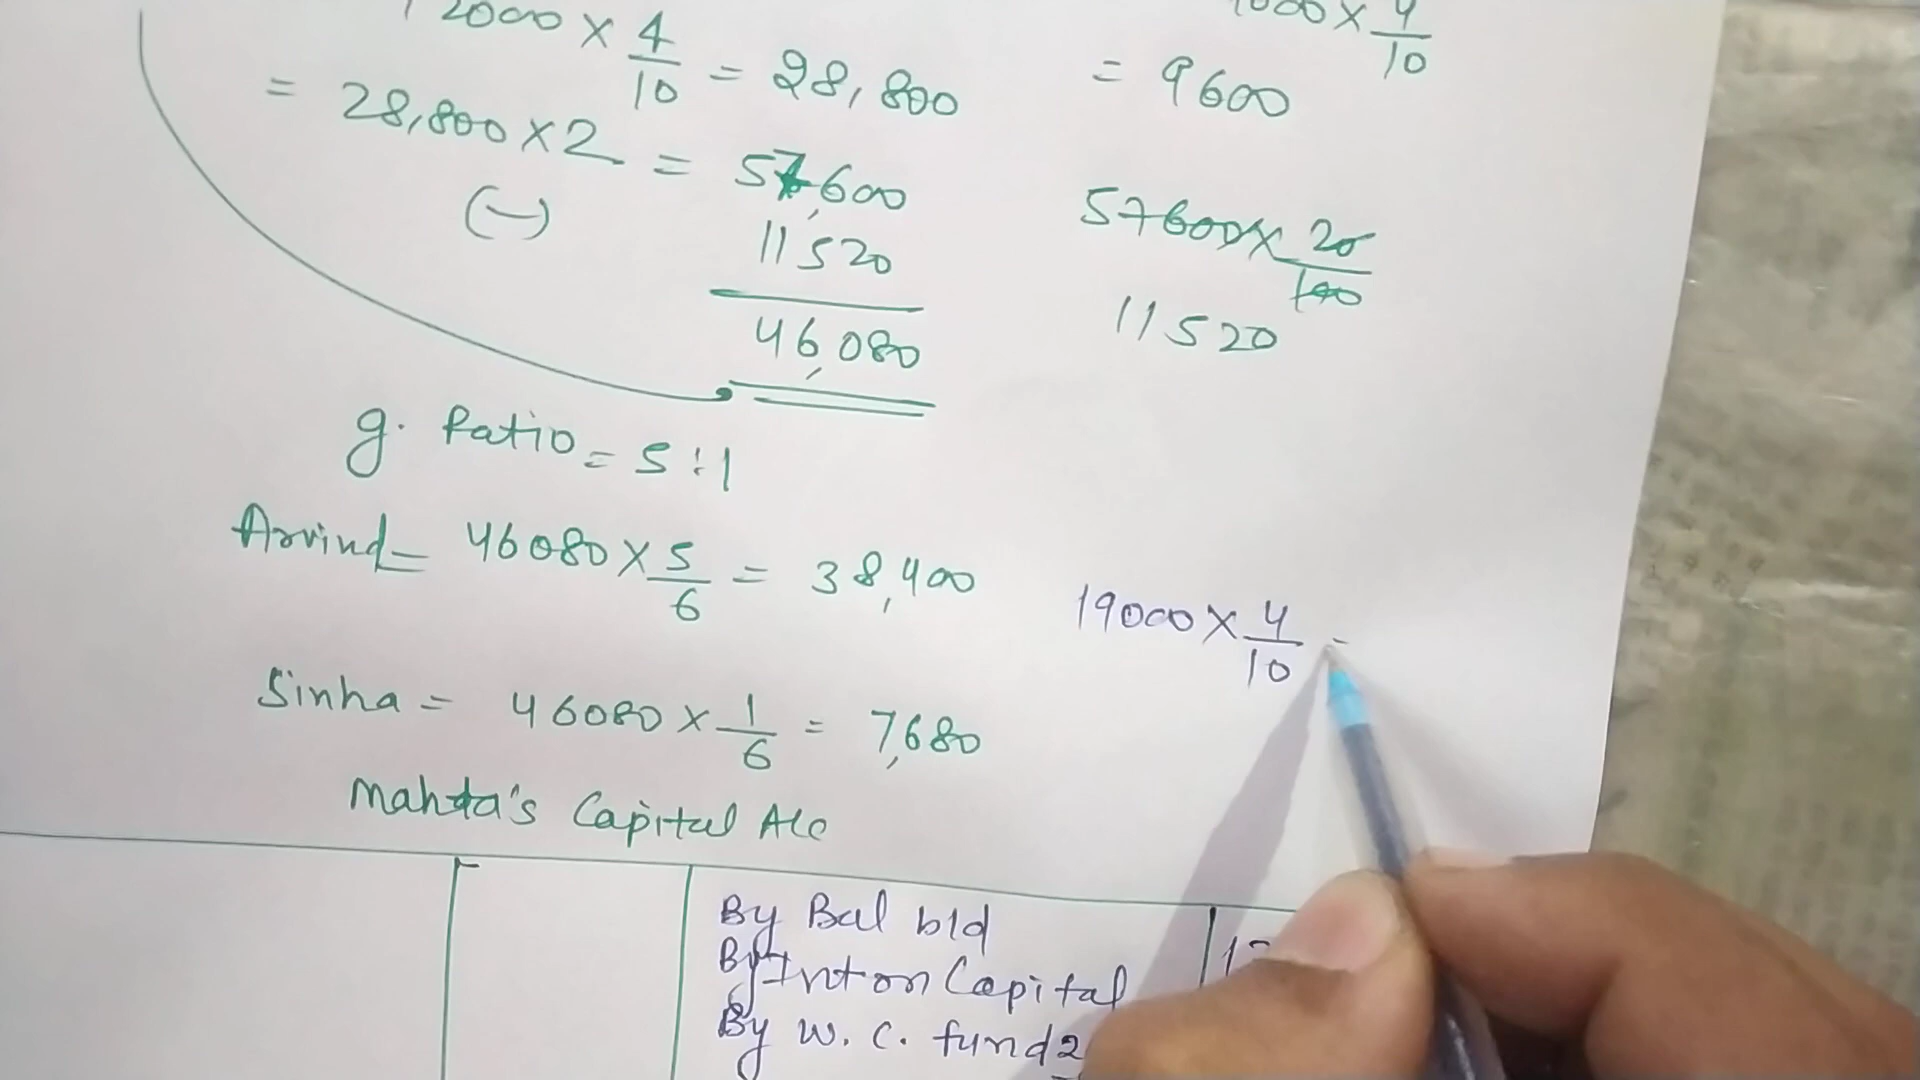 2000 × 4/10 = 28,800
= 28,800 × 2 = 57,600
(-) 11520
46,080
000 × 4/10
= 9600
57600 × 20/100
11520
g. Ratio = 5:1
Arvind = 46080 × 5/6 = 38,400
Sinha = 46080 × 1/6 = 7,680
19000 × 4/10 =
Mahta's Capital A/c
By Bal b/d
By Int on Capital
By W. C. fund